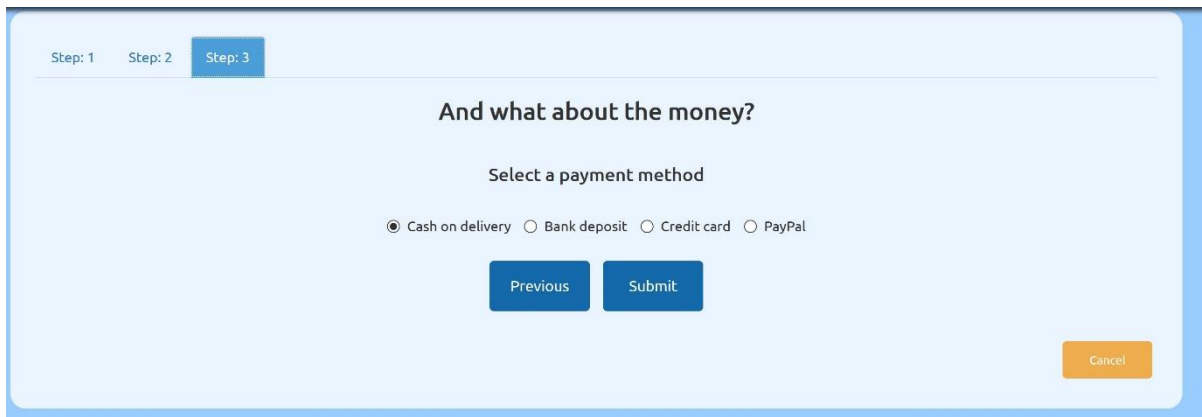 Step: 1 Step: 2 Step: 3
And what about the money?
Select a payment method
Cash on delivery Bank deposit Credit card PayPal
Previous Submit
Cancel